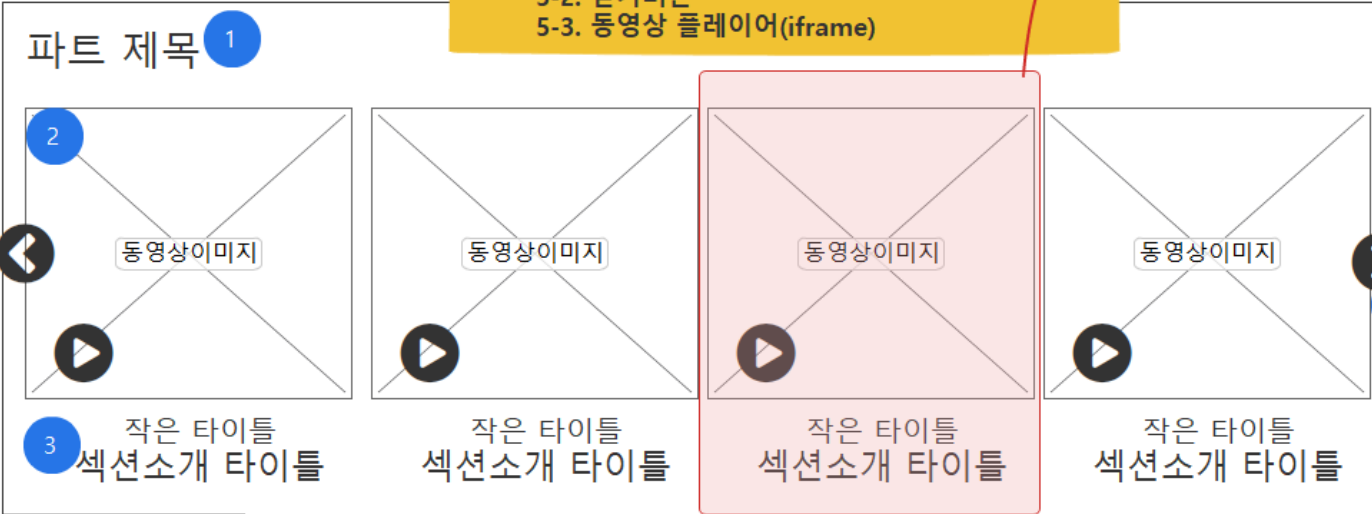 5-3. 동영상 플레이어(iframe)
파트 제목
1
2
동영상이미지
동영상이미지
동영상이미지
동영상이미지
3
작은 타이틀
작은 타이틀
작은 타이틀
작은 타이틀
섹션소개 타이틀
섹션소개 타이틀
섹션소개 타이틀
섹션소개 타이틀